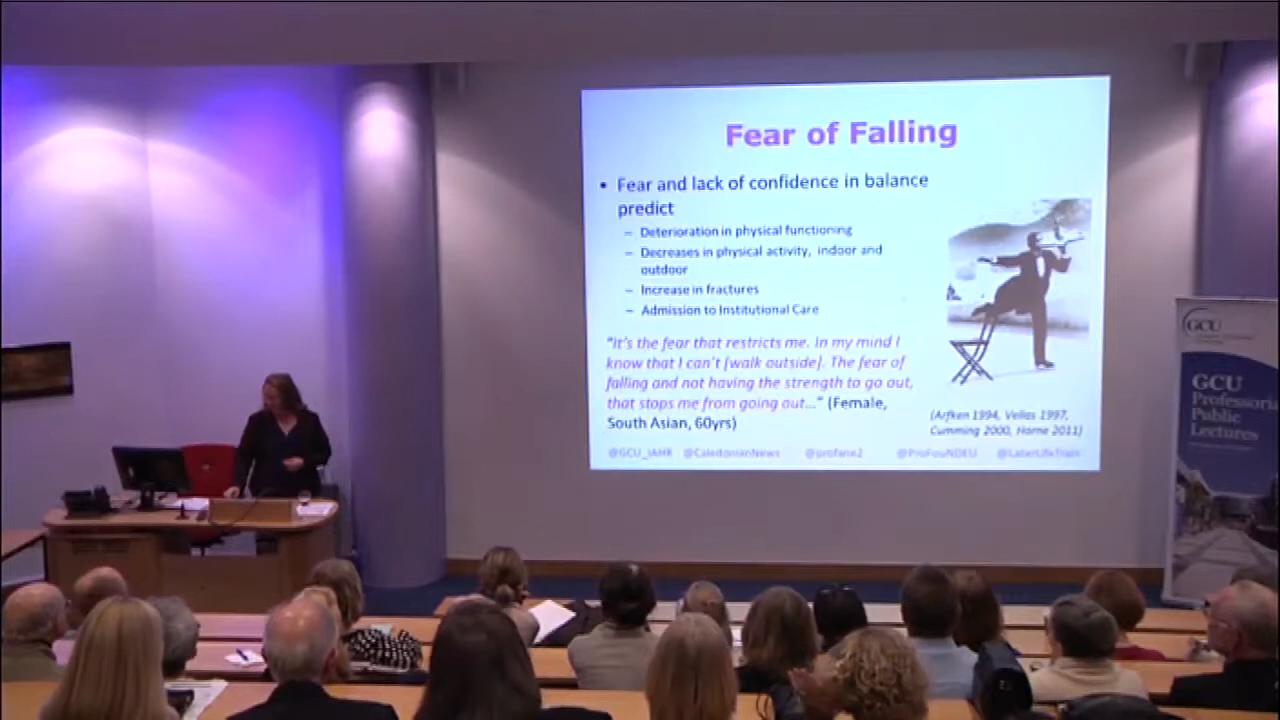 Fear of Falling
• Fear and lack of confidence in balance
predict
– Deterioration in physical functioning
– Decreases in physical activity, indoor and
outdoor
– Increase in fractures
– Admission to Institutional Care
"It's the fear that restricts me. In my mind I
know that I can't [walk outside]. The fear of
falling and not having the strength to go out,
that stops me from going out…" (Female,
South Asian, 60yrs)
(Arfken 1994, Vellas 1997,
Cumming 2000, Horne 2011)
@GCU_IAHR @CaledonianNews @profane2 @ProFouNDEU @LaterLifeTrain
GCU
GCU
Professoria
Public
Lectures